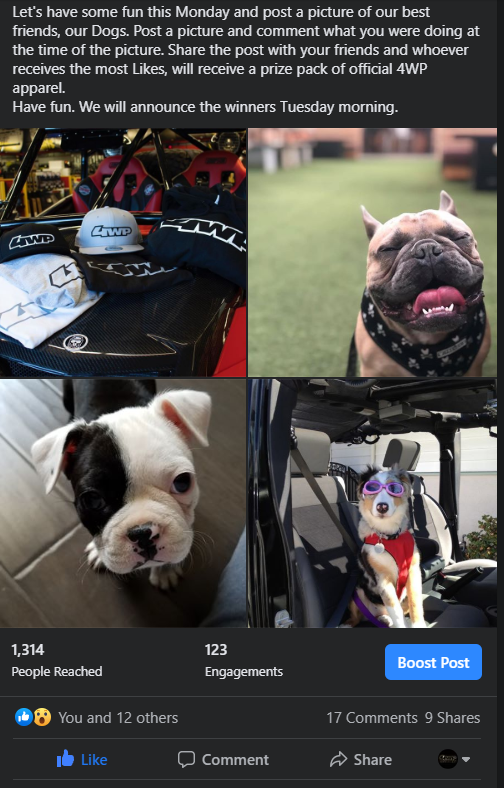 Let's have some fun this Monday and post a picture of our best
friends, our Dogs. Post a picture and comment what you were doing at
the time of the picture. Share the post with your friends and whoever
receives the most Likes, will receive a prize pack of official 4WP
apparel.
Have fun. We will announce the winners Tuesday morning.
4WP
4WP
4WP
1,314
People Reached
123
Engagements
Boost Post
You and 12 others
17 Comments 9 Shares
Like
Comment
Share